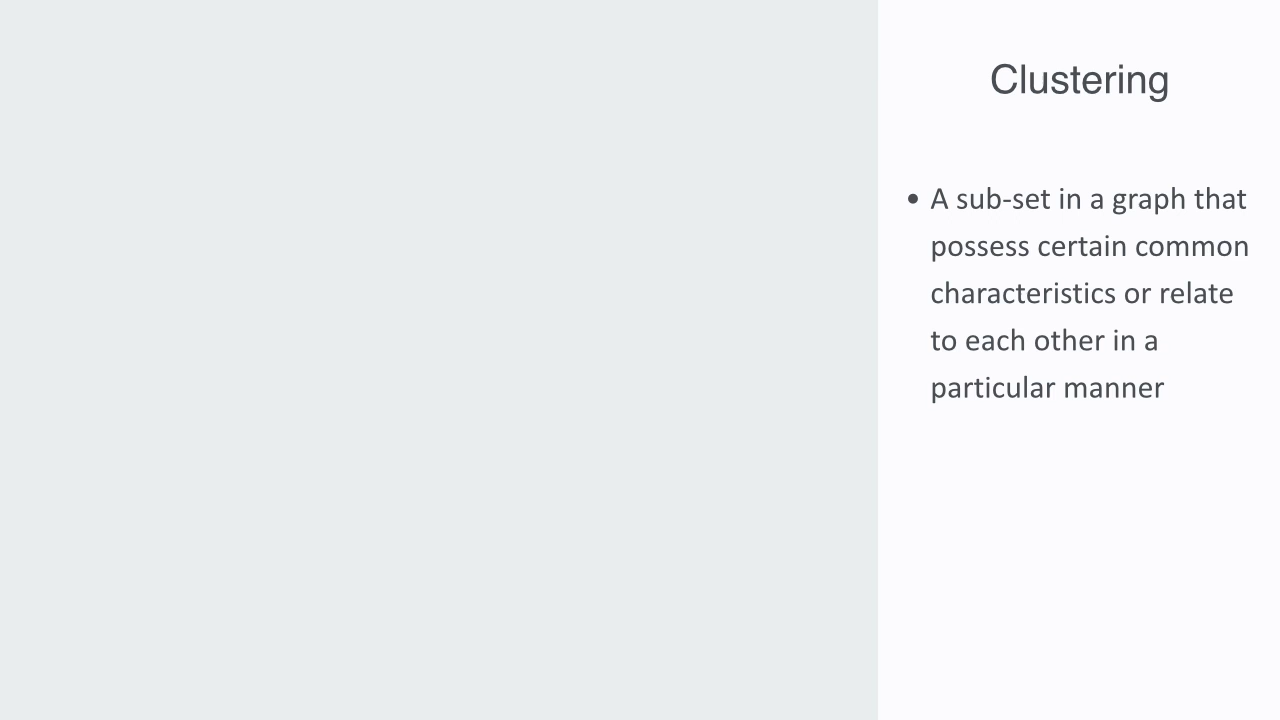 Clustering
• A sub-set in a graph that
possess certain common
characteristics or relate
to each other in a
particular manner